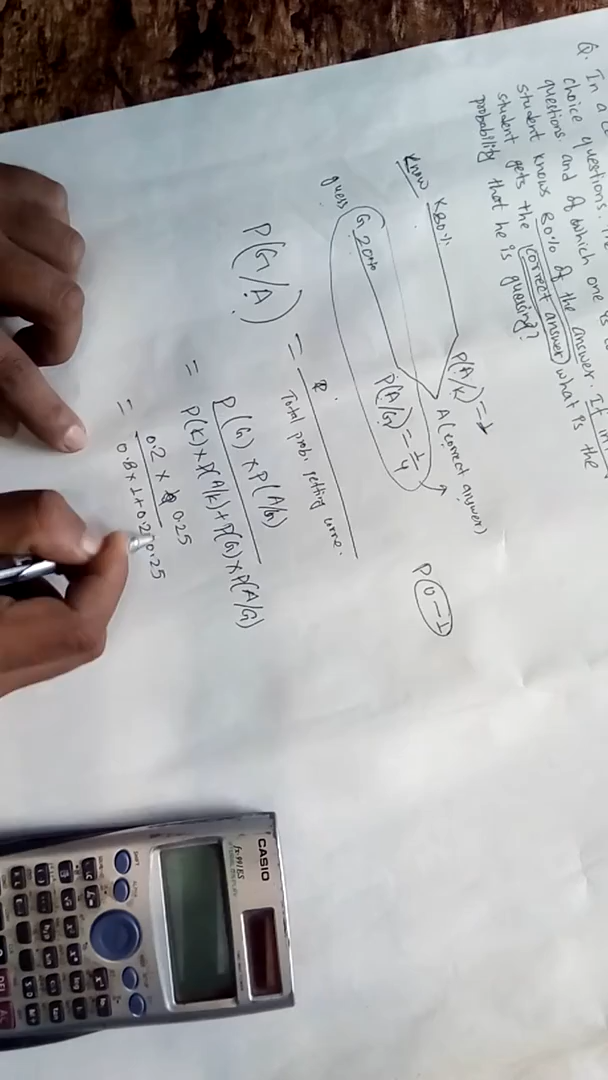 Q. In a
choice questions. The
questions and of which one is
student knows 80% of the answer. If
student gets the correct answer what is the
probability that he is guessing?
Know K 80%
P(A/K) = 1
A (correct answer)
guess G 20%
P(A/G) = 1/4
P(0-1)
P(G/A) = Total prob. getting corre.
= P(G) × P(A/G)
P(K) × P(A/K) + P(G) × P(A/G)
= 0.2 × 0.25
0.8 × 1 + 0.2 0.25
CASIO
fx-991ES